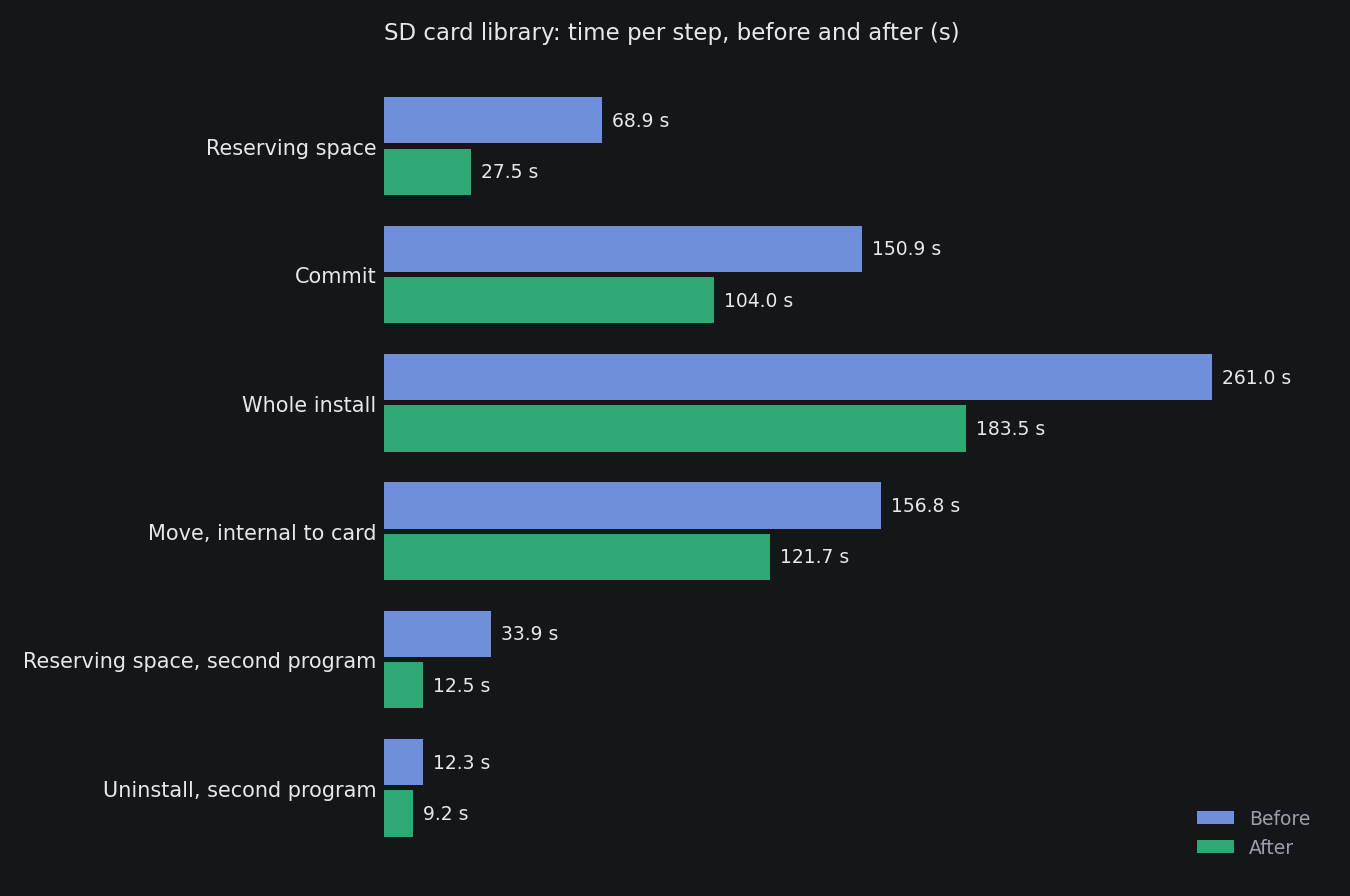 SD card library: time per step, before and after (s)
Reserving space
68.9 s
27.5 s
Commit
150.9 s
104.0 s
Whole install
261.0 s
183.5 s
Move, internal to card
156.8 s
121.7 s
Reserving space, second program
33.9 s
12.5 s
Uninstall, second program
12.3 s
9.2 s
Before
After